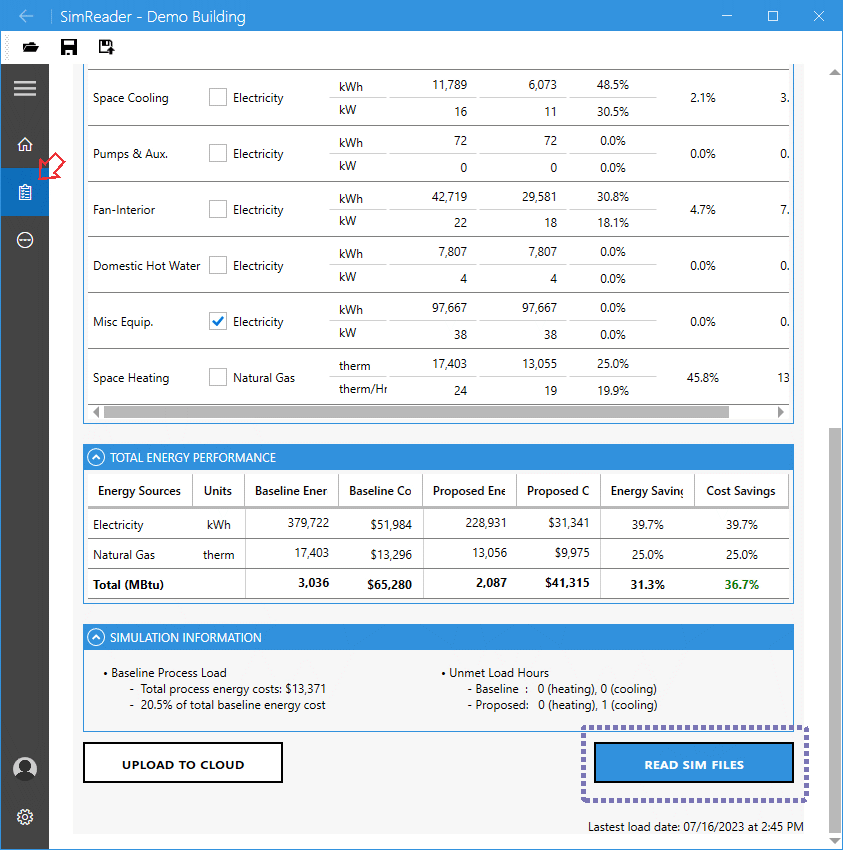 SimReader - Demo Building
Space Cooling Electricity kWh 11,789 6,073 48.5% 2.1% 3.
kW 16 11 30.5%
Pumps & Aux. Electricity kWh 72 72 0.0% 0.0% 0.
kW 0 0 0.0%
Fan-Interior Electricity kWh 42,719 29,581 30.8% 4.7% 7.
kW 22 18 18.1%
Domestic Hot Water Electricity kWh 7,807 7,807 0.0% 0.0% 0.
kW 4 4 0.0%
Misc Equip. Electricity kWh 97,667 97,667 0.0% 0.0% 0.
kW 38 38 0.0%
Space Heating Natural Gas therm 17,403 13,055 25.0% 45.8% 13
therm/Hr 24 19 19.9%
TOTAL ENERGY PERFORMANCE
Energy Sources Units Baseline Ener Baseline Co Proposed Ene Proposed C Energy Saving Cost Savings
Electricity kWh 379,722 $51,984 228,931 $31,341 39.7% 39.7%
Natural Gas therm 17,403 $13,296 13,056 $9,975 25.0% 25.0%
Total (MBtu) 3,036 $65,280 2,087 $41,315 31.3% 36.7%
SIMULATION INFORMATION
• Baseline Process Load
- Total process energy costs: $13,371
- 20.5% of total baseline energy cost
• Unmet Load Hours
- Baseline : 0 (heating), 0 (cooling)
- Proposed: 0 (heating), 1 (cooling)
UPLOAD TO CLOUD
READ SIM FILES
Lastest load date: 07/16/2023 at 2:45 PM